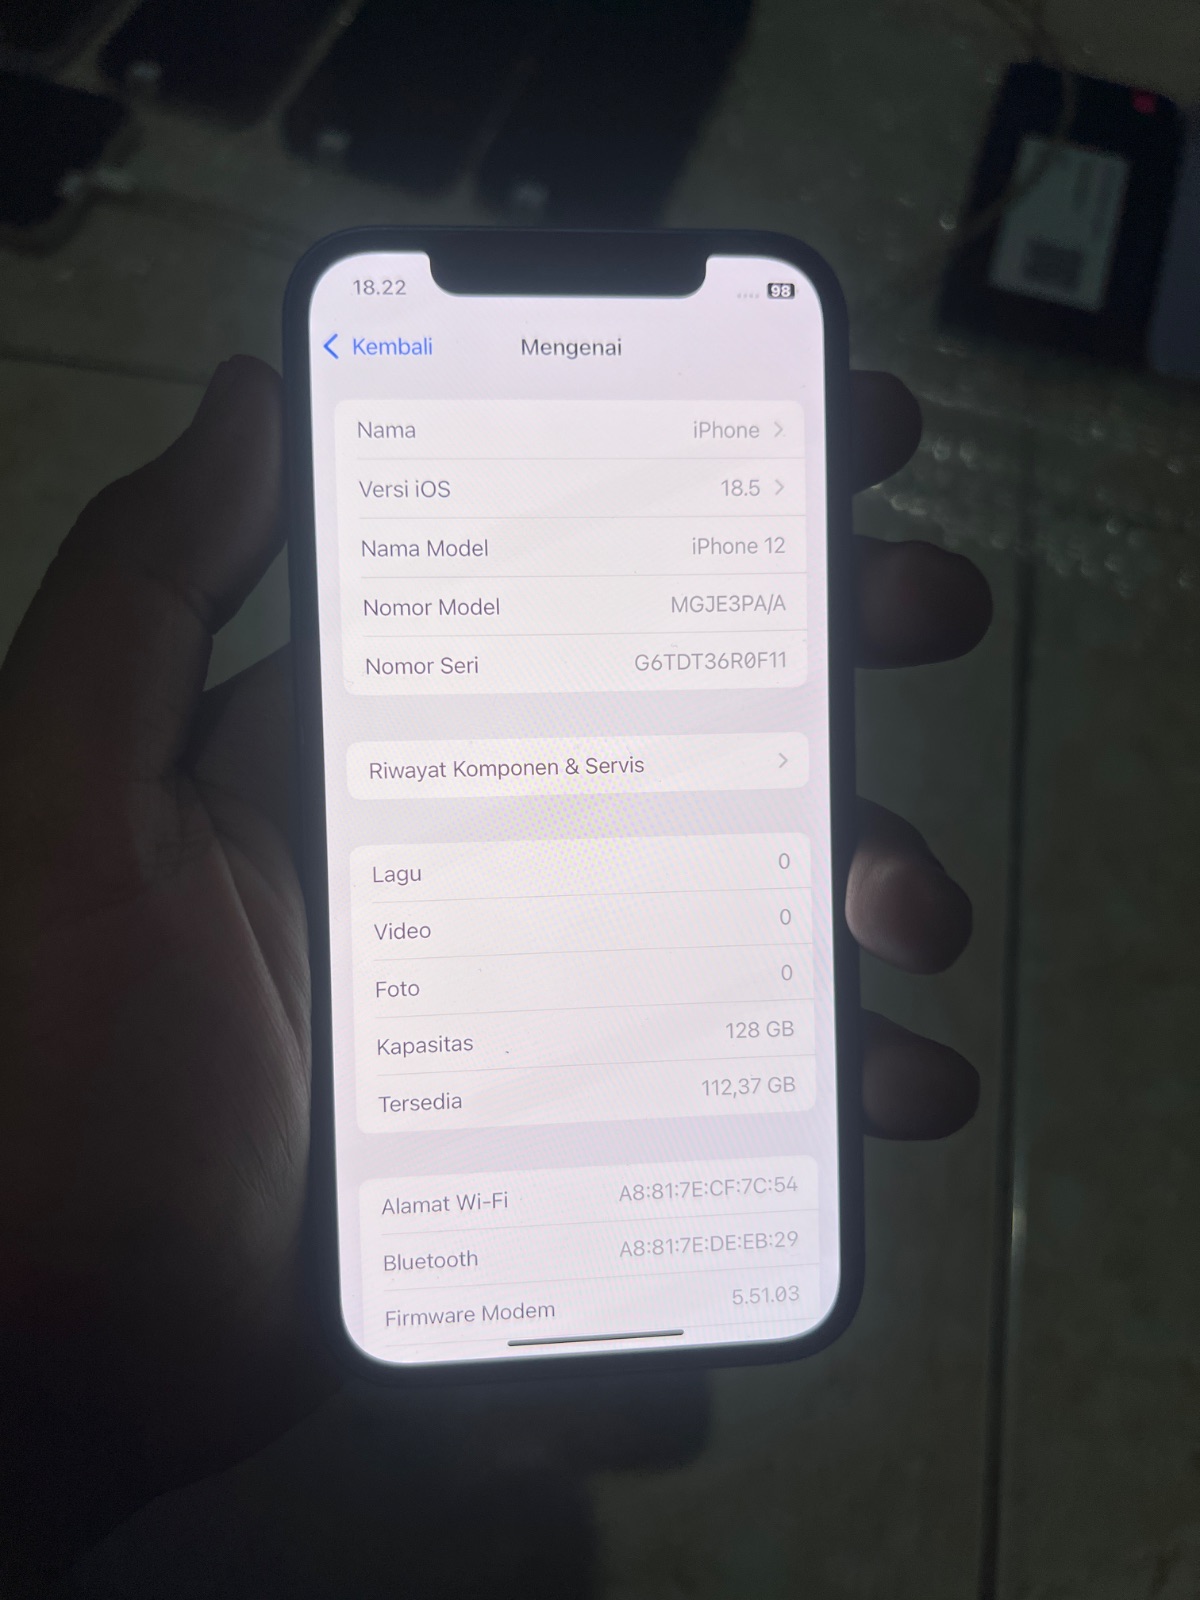 18.22
98
Kembali
Mengenai
Nama iPhone
Versi iOS 18.5
Nama Model iPhone 12
Nomor Model MGJE3PA/A
Nomor Seri G6TDT36R0F11
Riwayat Komponen & Servis
Lagu 0
Video 0
Foto 0
Kapasitas 128 GB
Tersedia 112,37 GB
Alamat Wi-Fi A8:81:7E:CF:7C:54
Bluetooth A8:81:7E:DE:EB:29
Firmware Modem 5.51.03